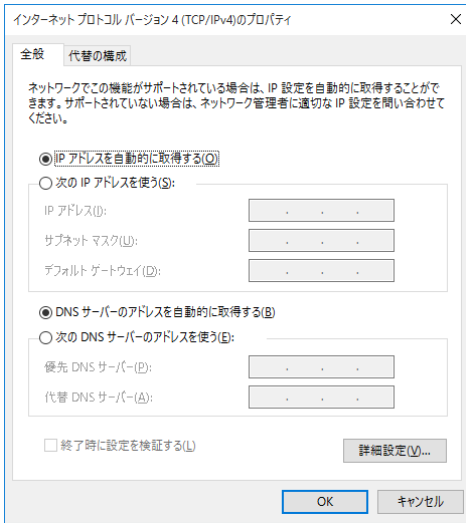 インターネット プロトコル バージョン 4 (TCP/IPv4)のプロパティ
全般
代替の構成
ネットワークでこの機能がサポートされている場合は、IP 設定を自動的に取得することがで
きます。サポートされていない場合は、ネットワーク管理者に適切な IP 設定を問い合わせて
ください。
IP アドレスを自動的に取得する(O)
次の IP アドレスを使う(S):
IP アドレス(I):
サブネット マスク(U):
デフォルト ゲートウェイ(D):
DNS サーバーのアドレスを自動的に取得する(B)
次の DNS サーバーのアドレスを使う(E):
優先 DNS サーバー(P):
代替 DNS サーバー(A):
終了時に設定を検証する(L)
詳細設定(V)...
OK
キャンセル